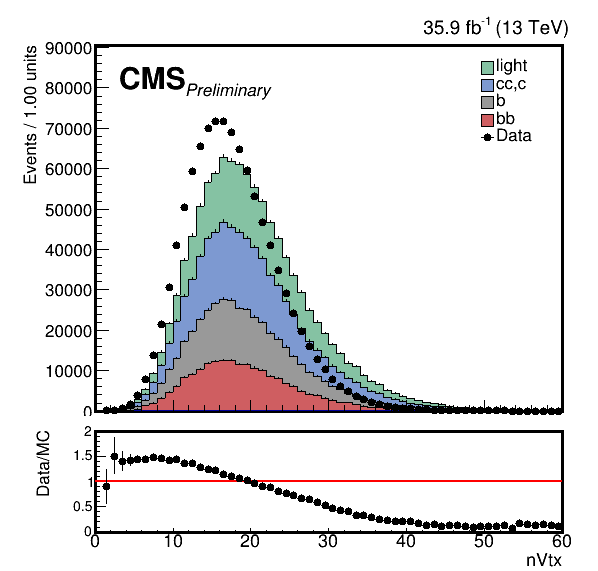 35.9 fb⁻¹ (13 TeV)
CMS Preliminary
Events / 1.00 units
90000
80000
70000
60000
50000
40000
30000
20000
10000
0
light
cc,c
b
bb
Data
Data/MC
2
1.5
1
0.5
0
0 10 20 30 40 50 60
nVtx